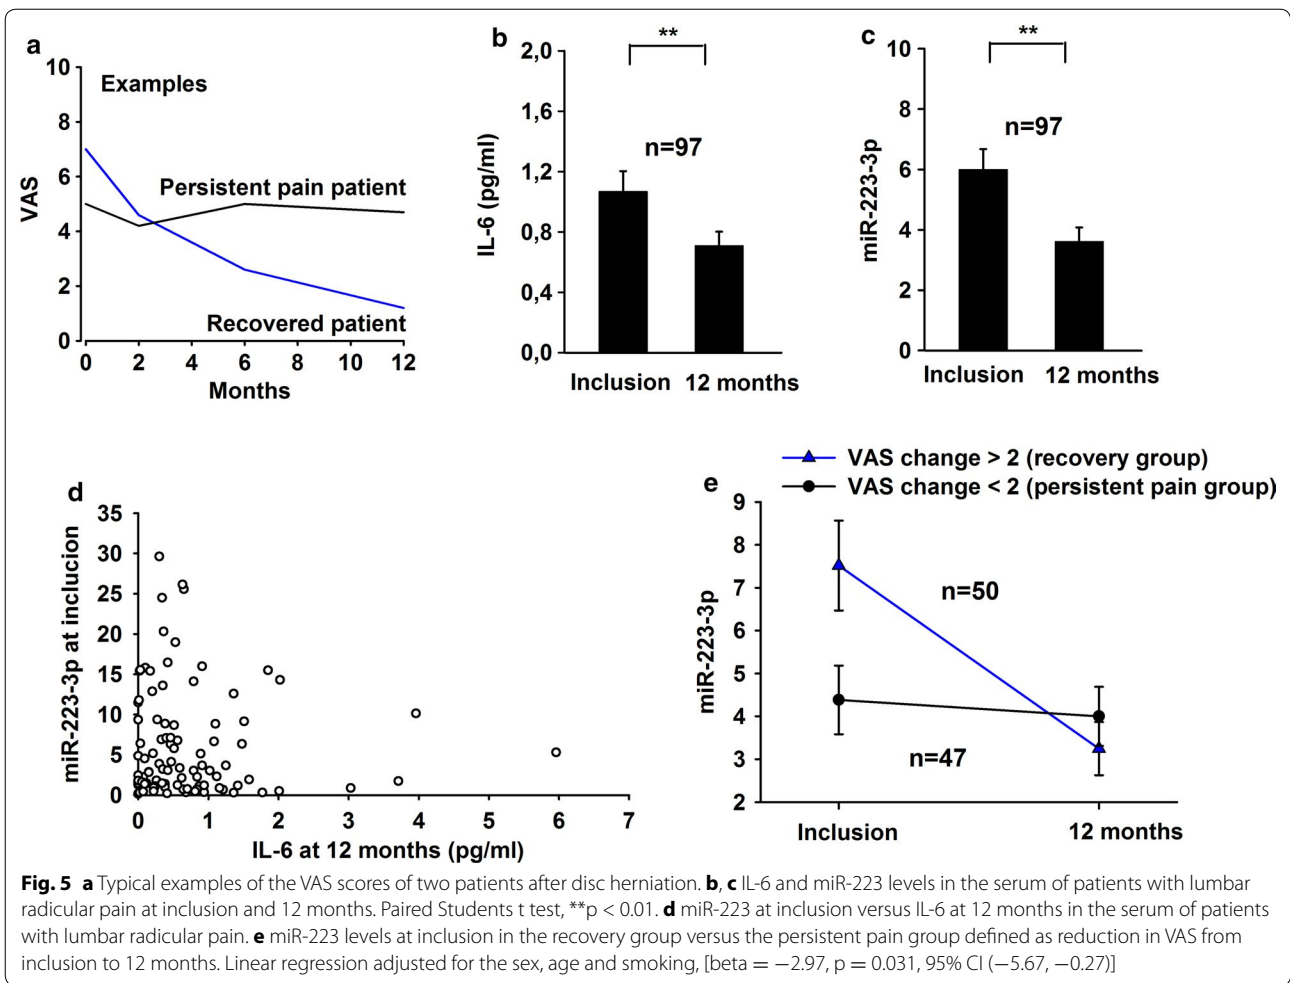 a
10
8
6
4
2
0
VAS
Examples
Persistent pain patient
Recovered patient
0 2 4 6 8 10 12
Months
b
**
2,0
1,6
1,2
0,8
0,4
0,0
IL-6 (pg/ml)
n=97
Inclusion 12 months
c
**
10
8
6
4
2
0
miR-223-3p
n=97
Inclusion 12 months
d
35
30
25
20
15
10
5
0
miR-223-3p at inclucion
0 1 2 3 4 5 6 7
IL-6 at 12 months (pg/ml)
VAS change > 2 (recovery group)
VAS change < 2 (persistent pain group)
e
9
8
7
6
5
4
3
2
miR-223-3p
n=50
n=47
Inclusion 12 months
Fig. 5 a Typical examples of the VAS scores of two patients after disc herniation. b, c IL-6 and miR-223 levels in the serum of patients with lumbar
radicular pain at inclusion and 12 months. Paired Students t test, **p < 0.01. d miR-223 at inclusion versus IL-6 at 12 months in the serum of patients
with lumbar radicular pain. e miR-223 levels at inclusion in the recovery group versus the persistent pain group defined as reduction in VAS from
inclusion to 12 months. Linear regression adjusted for the sex, age and smoking, [beta = −2.97, p = 0.031, 95% CI (−5.67, −0.27)]